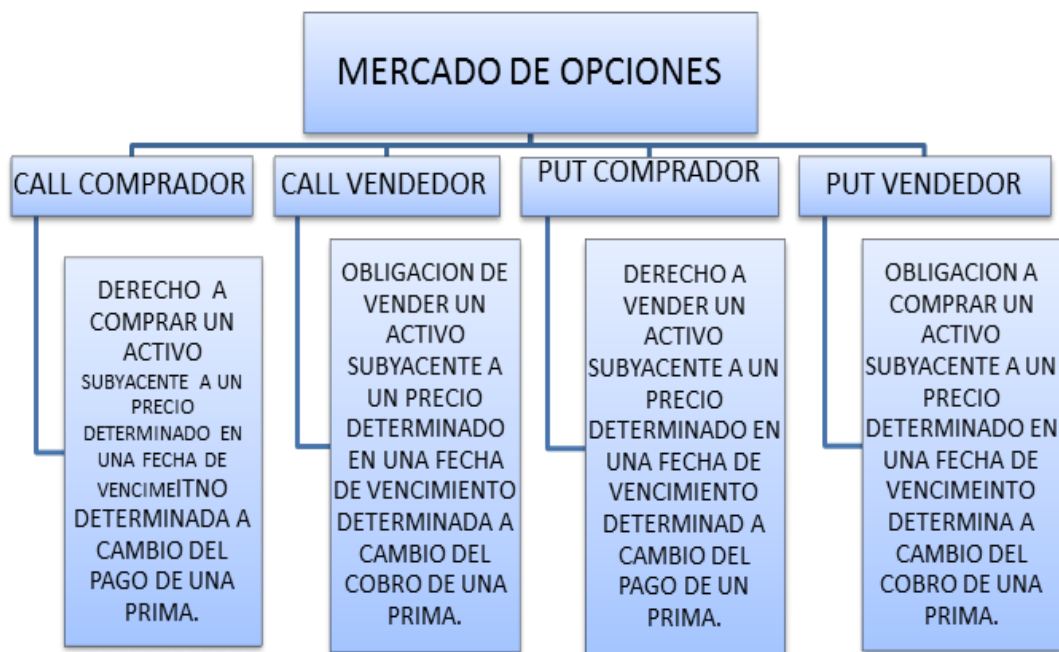 MERCADO DE OPCIONES
CALL COMPRADOR
DERECHO A
COMPRAR UN
ACTIVO
SUBYACENTE A UN
PRECIO
DETERMINADO EN
UNA FECHA DE
VENCIMEITNO
DETERMINADA A
CAMBIO DEL
PAGO DE UNA
PRIMA.
CALL VENDEDOR
OBLIGACION DE
VENDER UN
ACTIVO
SUBYACENTE A
UN PRECIO
DETERMINADO
EN UNA FECHA
DE VENCIMIENTO
DETERMINADA A
CAMBIO DEL
COBRO DE UNA
PRIMA.
PUT COMPRADOR
DERECHO A
VENDER UN
ACTIVO
SUBYACENTE A UN
PRECIO
DETERMINADO EN
UNA FECHA DE
VENCIMIENTO
DETERMINAD A
CAMBIO DEL
PAGO DE UN
PRIMA.
PUT VENDEDOR
OBLIGACION A
COMPRAR UN
ACTIVO
SUBYACENTE A UN
PRECIO
DETERMINADO EN
UNA FECHA DE
VENCIMEINTO
DETERMINA A
CAMBIO DEL
COBRO DE UNA
PRIMA.